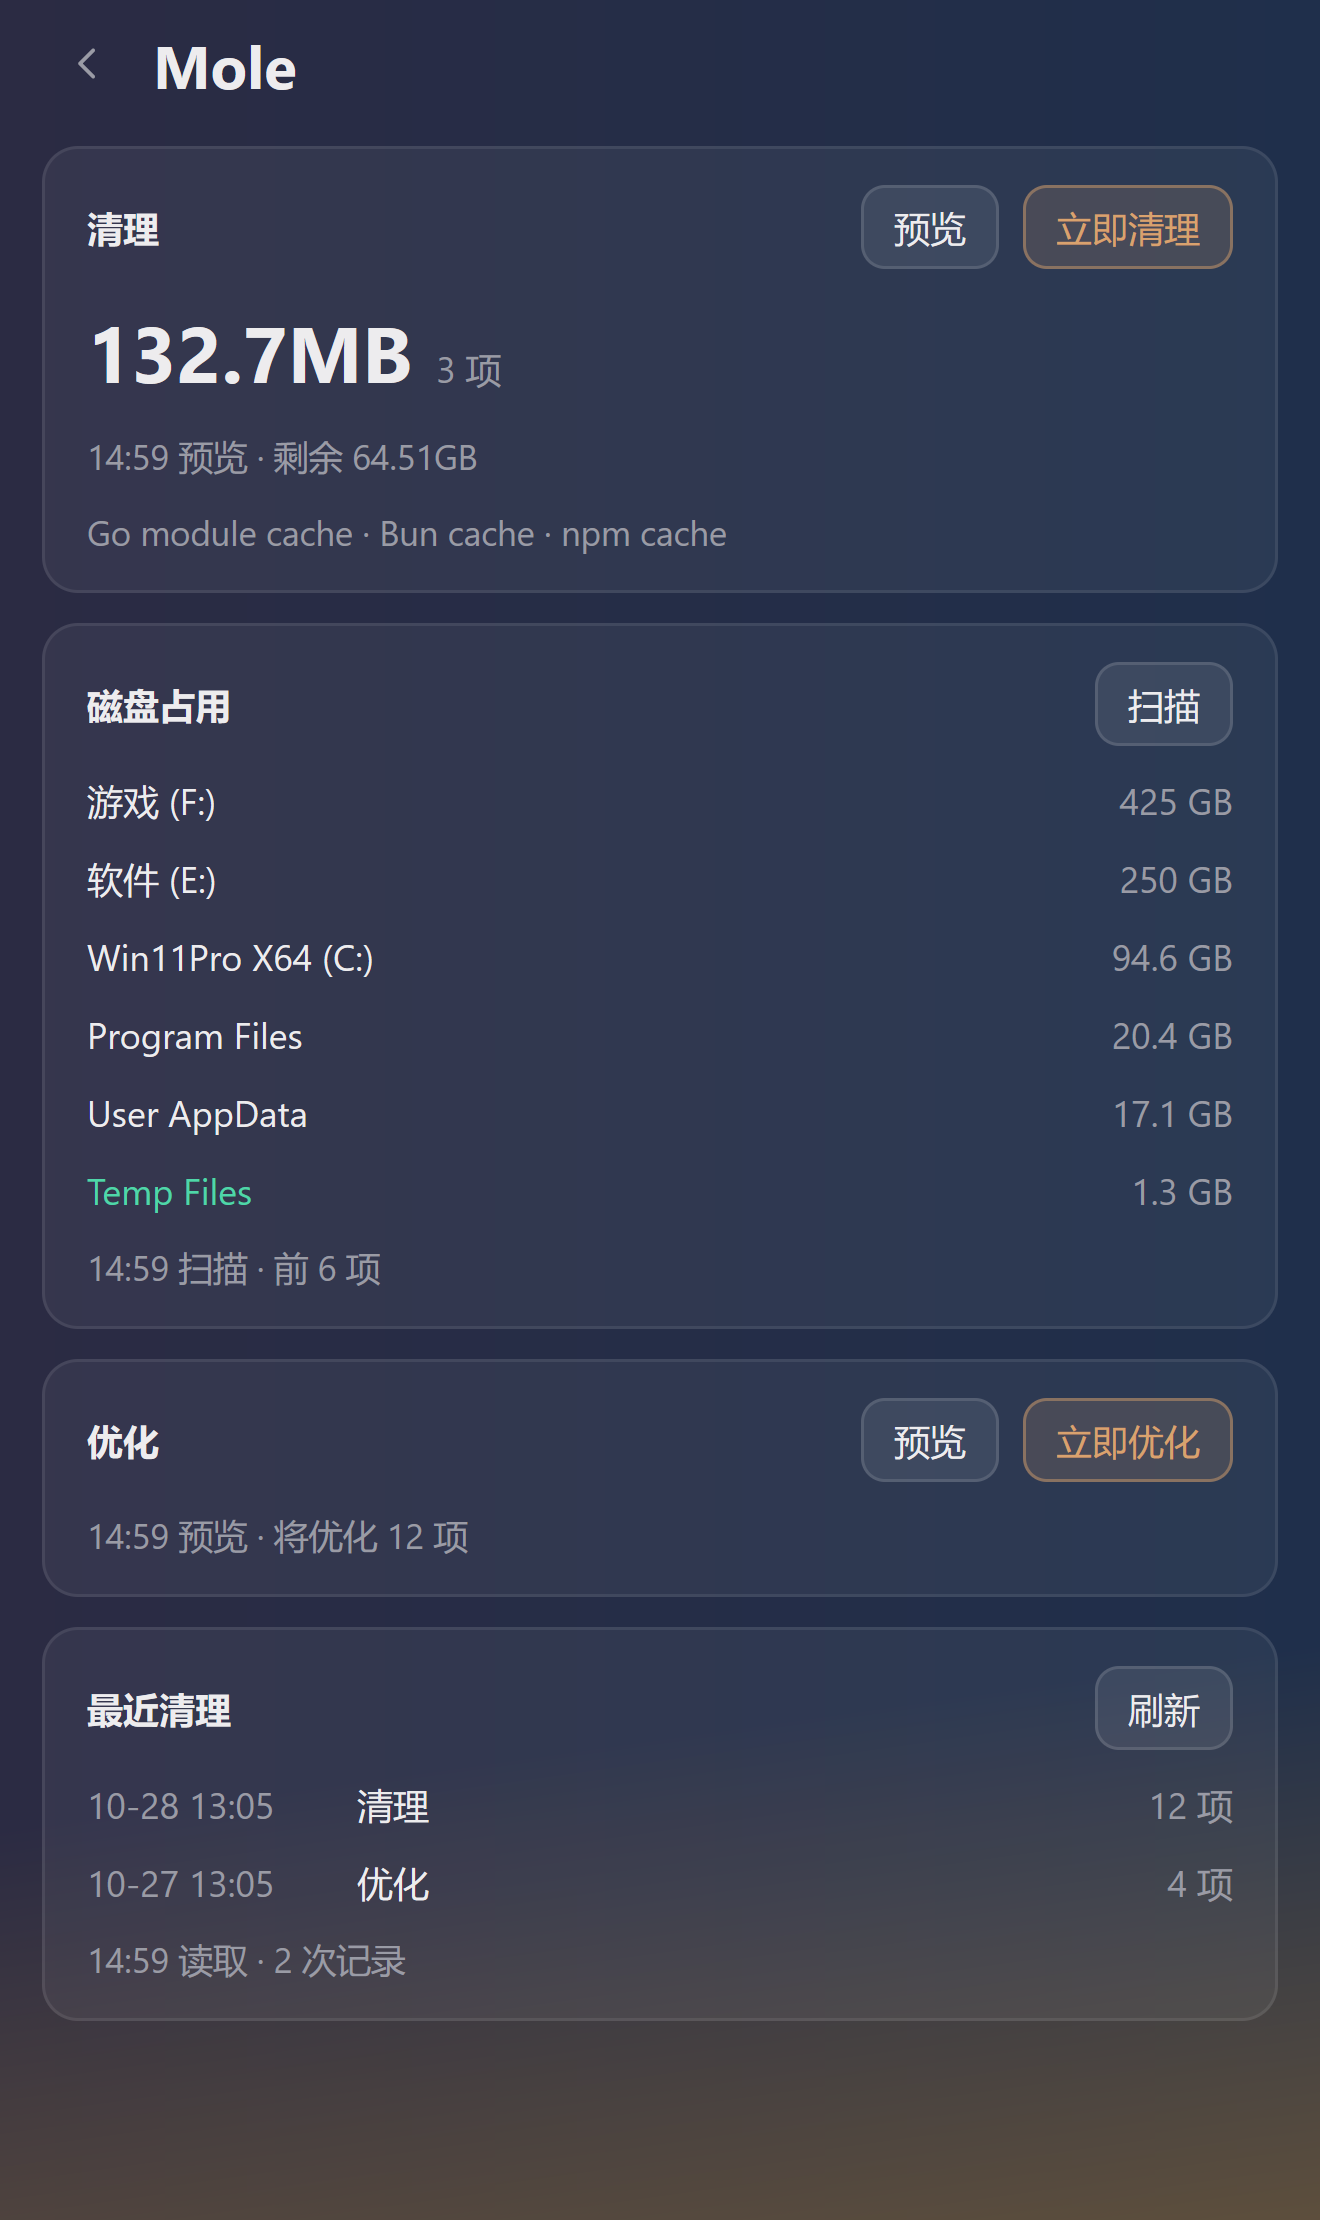 Mole
清理 预览 立即清理
132.7MB 3 项
14:59 预览 · 剩余 64.51GB
Go module cache · Bun cache · npm cache
磁盘占用 扫描
游戏 (F:) 425 GB
软件 (E:) 250 GB
Win11Pro X64 (C:) 94.6 GB
Program Files 20.4 GB
User AppData 17.1 GB
Temp Files 1.3 GB
14:59 扫描 · 前 6 项
优化 预览 立即优化
14:59 预览 · 将优化 12 项
最近清理 刷新
10-28 13:05 清理 12 项
10-27 13:05 优化 4 项
14:59 读取 · 2 次记录